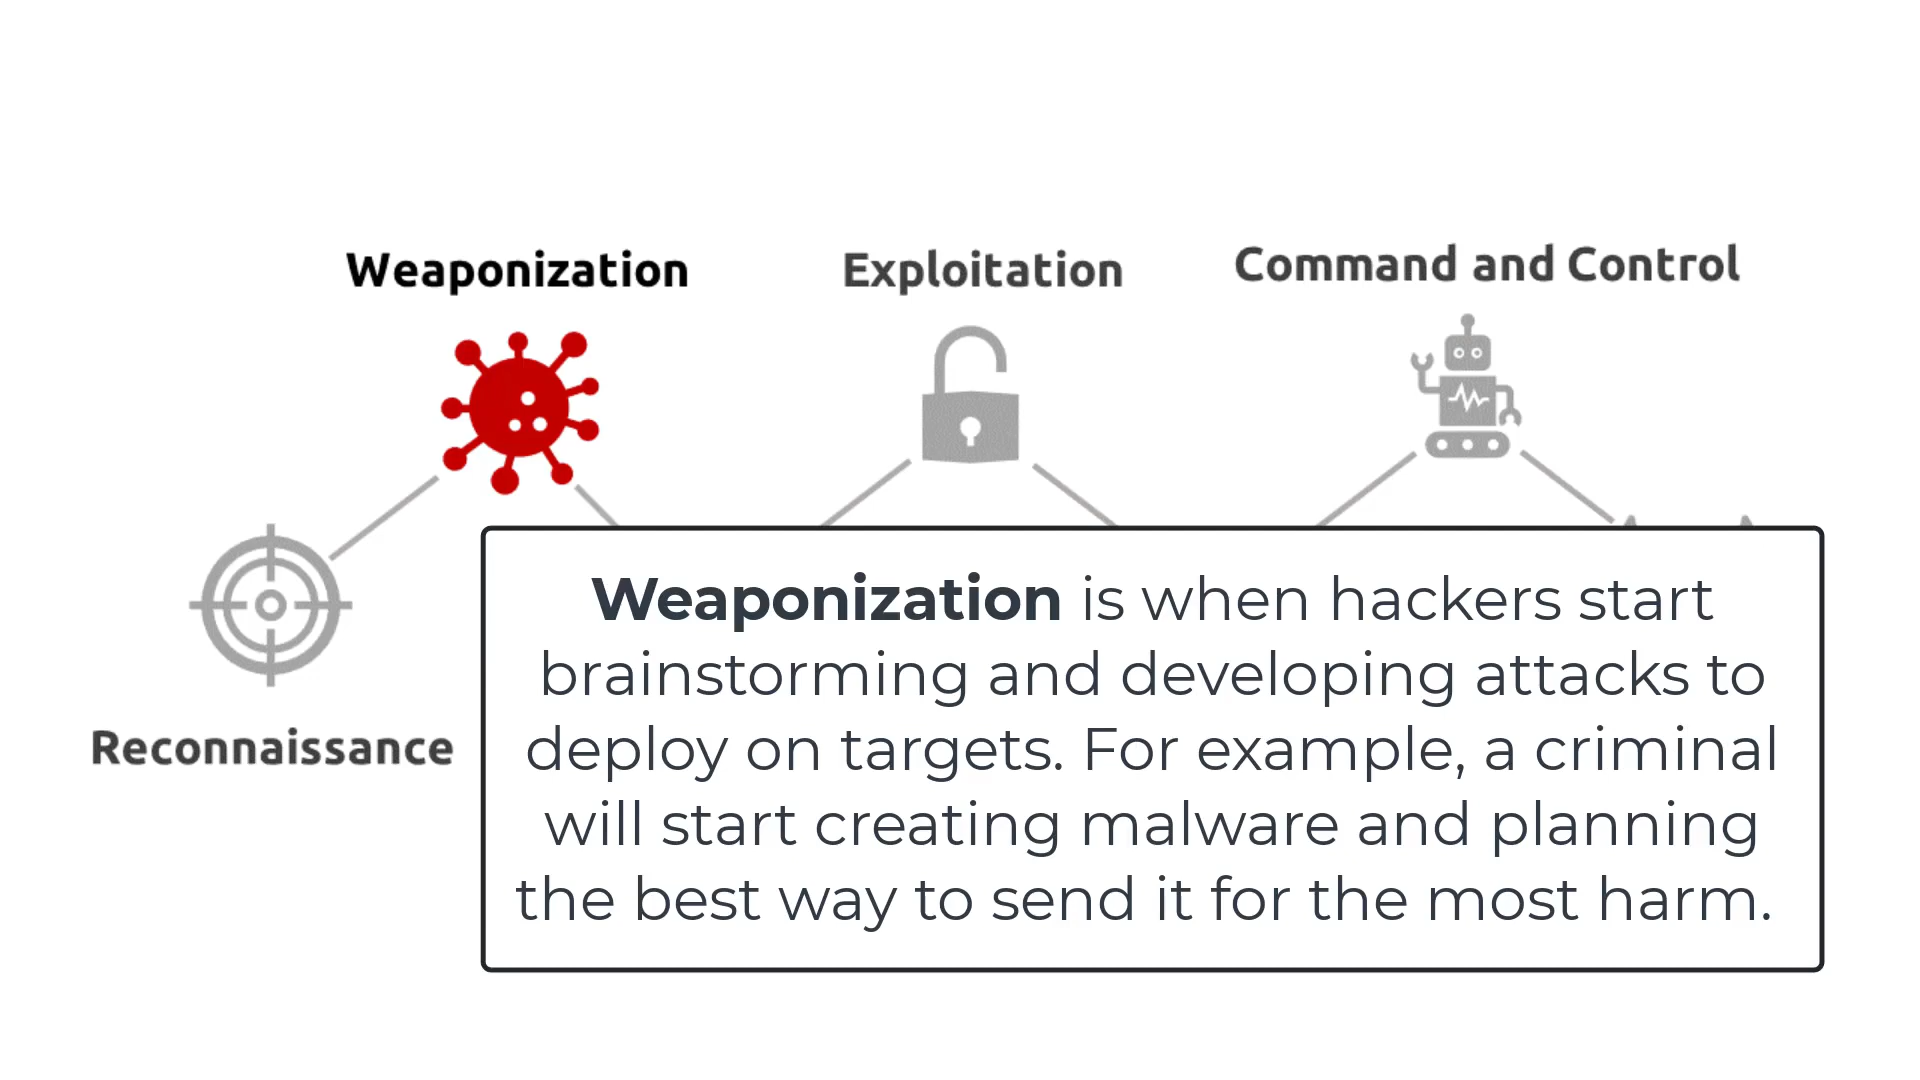 Weaponization
Exploitation
Command and Control
Reconnaissance
Weaponization is when hackers start
brainstorming and developing attacks to
deploy on targets. For example, a criminal
will start creating malware and planning
the best way to send it for the most harm.